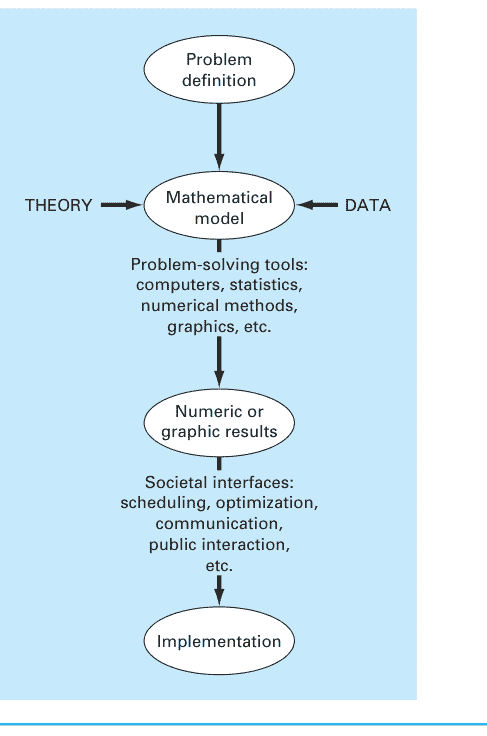 Problem
definition
THEORY
Mathematical
model
DATA
Problem-solving tools:
computers, statistics,
numerical methods,
graphics, etc.
Numeric or
graphic results
Societal interfaces:
scheduling, optimization,
communication,
public interaction,
etc.
Implementation